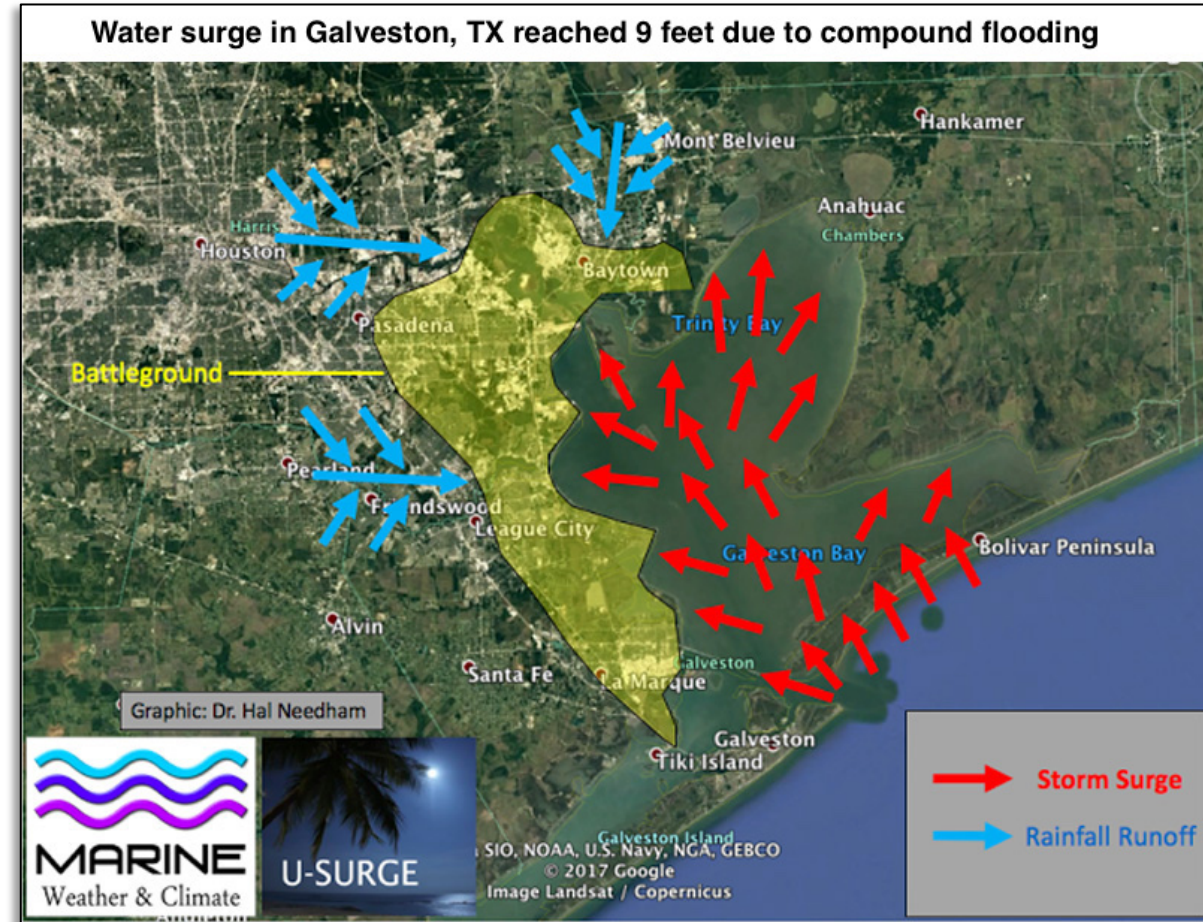 Water surge in Galveston, TX reached 9 feet due to compound flooding
Hankamer
Mont Belvieu
Anahuac
Chambers
Harris
Houston
Baytown
Pasadena
Trinity Bay
Battleground
Pearland
Friendswood
League City
Galveston Bay
Bolivar Peninsula
Alvin
Santa Fe
Galveston
La Marque
Graphic: Dr. Hal Needham
Galveston
Tiki Island
Storm Surge
Rainfall Runoff
MARINE
Weather & Climate
U-SURGE
Galveston Island
SIO, NOAA, U.S. Navy, NGA, GEBCO
© 2017 Google
Image Landsat / Copernicus